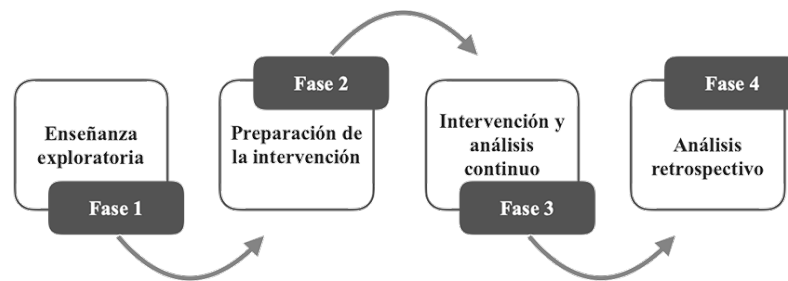 Enseñanza
exploratoria
Fase 1
Fase 2
Preparación de
la intervención
Intervención y
análisis
continuo
Fase 3
Fase 4
Análisis
retrospectivo